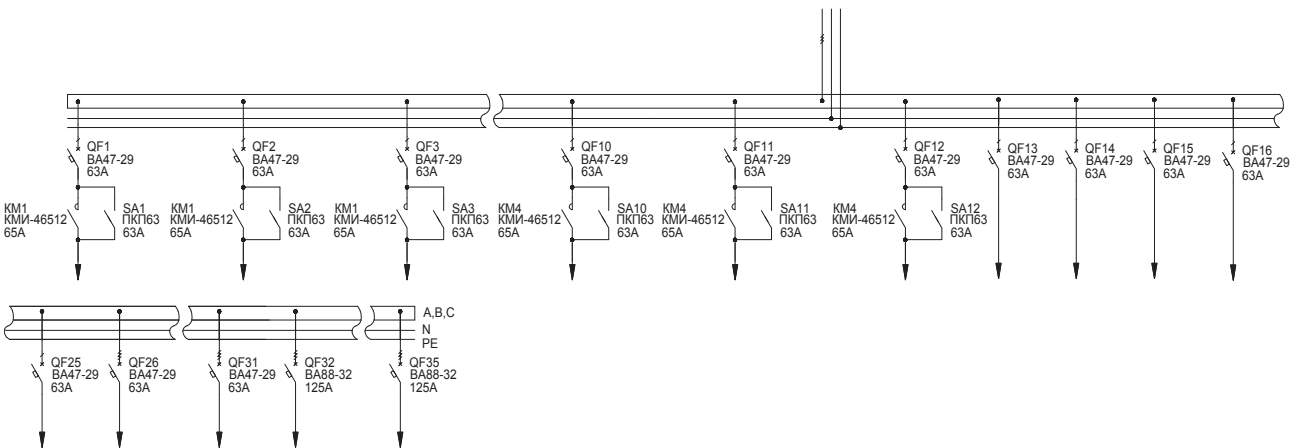 QF1
ВА47-29
63А
QF2
ВА47-29
63А
QF3
ВА47-29
63А
QF10
ВА47-29
63А
QF11
ВА47-29
63А
QF12
ВА47-29
63А
QF13
ВА47-29
63А
QF14
ВА47-29
63А
QF15
ВА47-29
63А
QF16
ВА47-29
63А
КМ1
КМИ-46512
65А
SA1
ПКП63
63А
КМ1
КМИ-46512
65А
SA2
ПКП63
63А
КМ1
КМИ-46512
65А
SA3
ПКП63
63А
КМ4
КМИ-46512
65А
SA10
ПКП63
63А
КМ4
КМИ-46512
65А
SA11
ПКП63
63А
КМ4
КМИ-46512
65А
SA12
ПКП63
63А
A,B,C
N
PE
QF25
ВА47-29
63А
QF26
ВА47-29
63А
QF31
ВА47-29
63А
QF32
ВА88-32
125А
QF35
ВА88-32
125А